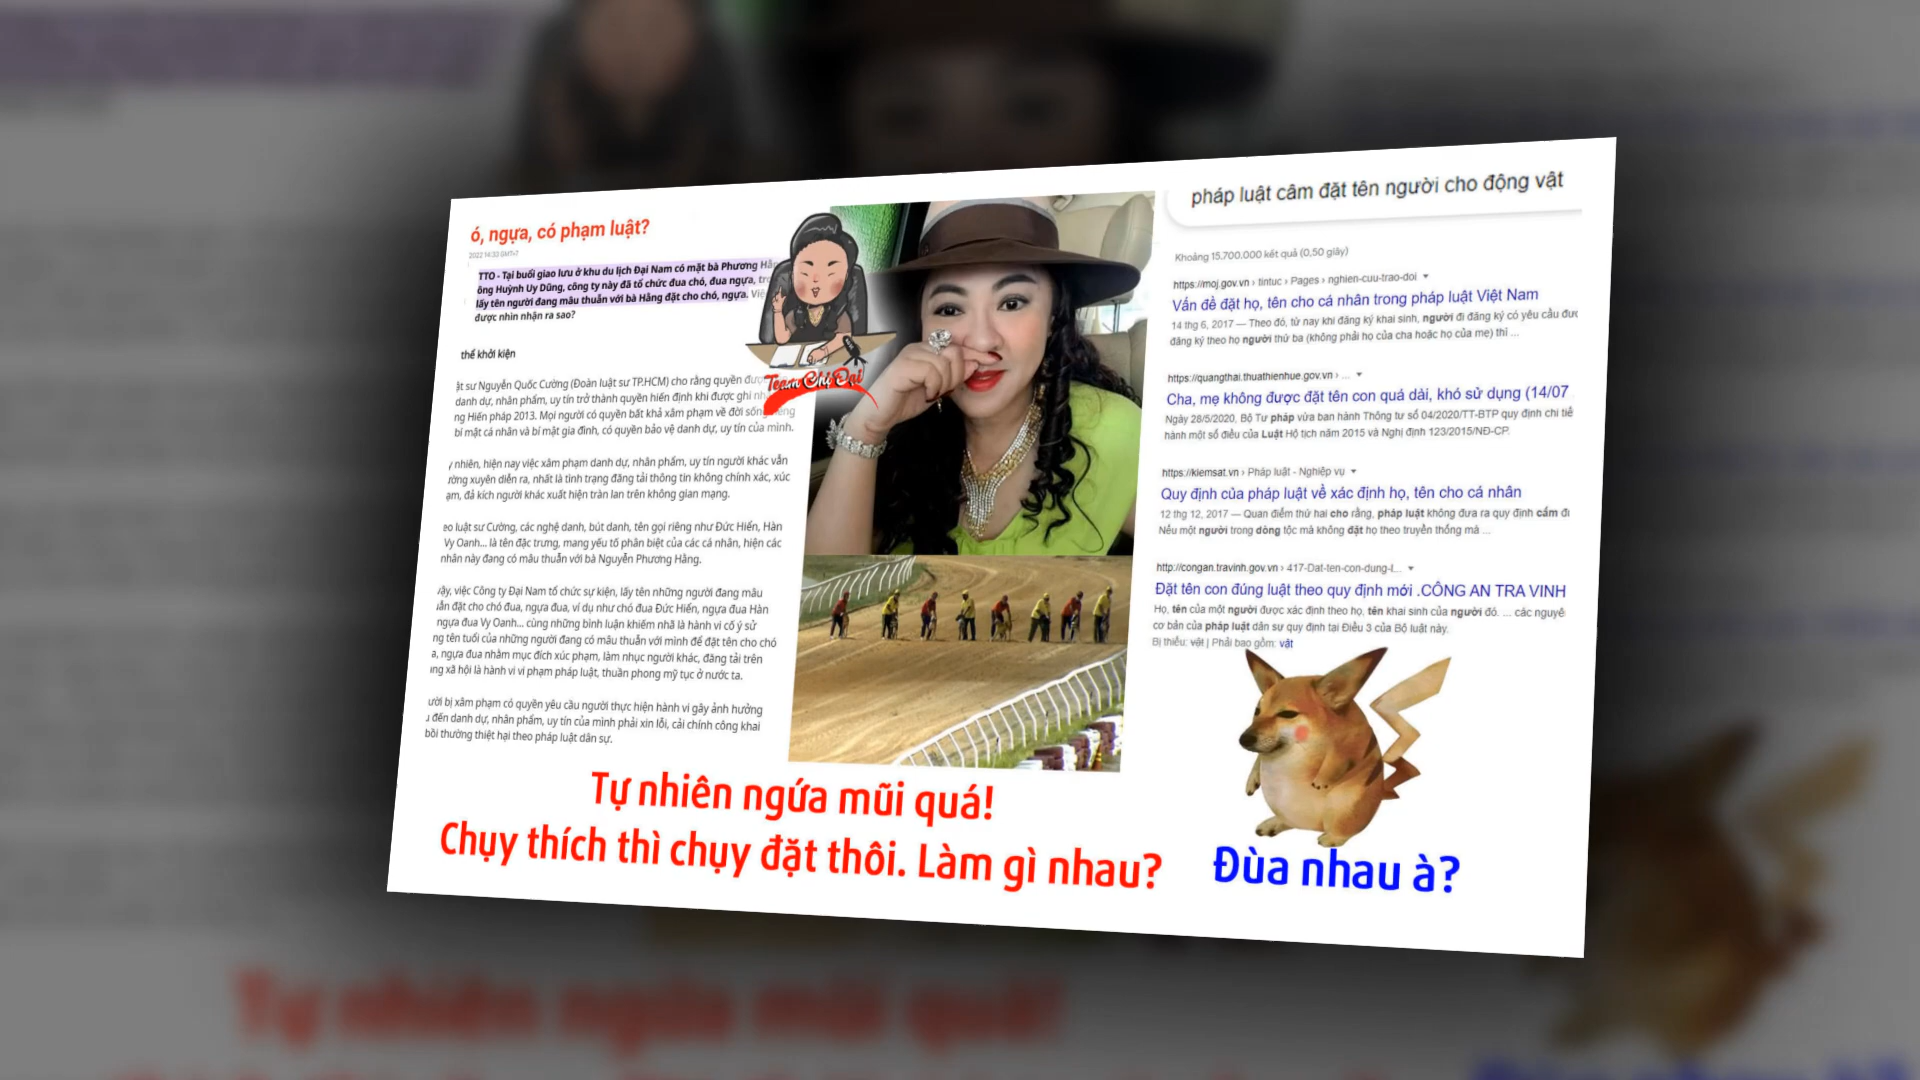 ó, ngựa, có phạm luật?
2022 14:33 GMT+7
TTO - Tại buổi giao lưu ở khu du lịch Đại Nam có mặt bà Phương
ông Huỳnh Uy Dũng, công ty này đã tổ chức đua chó, đua ngựa,
lấy tên người đang mâu thuẫn với bà Hằng đặt cho chó, ngựa.
được nhìn nhận ra sao?
thể khởi kiện
ật sư Nguyễn Quốc Cường (Đoàn luật sư TP.HCM) cho rằng quyền
danh dự, nhân phẩm, uy tín trở thành quyền hiến định khi được ghi
ng Hiến pháp 2013. Mọi người có quyền bất khả xâm phạm về đời sống
bí mật cá nhân và bí mật gia đình, có quyền bảo vệ danh dự, uy tín của mình.
y nhiên, hiện nay việc xâm phạm danh dự, nhân phẩm, uy tín người khác vẫn
ường xuyên diễn ra, nhất là tình trạng đăng tải thông tin không chính xác, xúc
ạm, đả kích người khác xuất hiện tràn lan trên không gian mạng.
eo luật sư Cường, các nghệ danh, bút danh, tên gọi riêng như Đức Hiển, Hàn
Vy Oanh... là tên đặc trưng, mang yếu tố phân biệt của các cá nhân, hiện các
nhân này đang có mâu thuẫn với bà Nguyễn Phương Hằng.
vậy, việc Công ty Đại Nam tổ chức sự kiện, lấy tên những người đang mâu
ẫn đặt cho chó đua, ngựa đua, ví dụ như chó đua Đức Hiển, ngựa đua Hàn
ngựa đua Vy Oanh... cùng những bình luận khiếm nhã là hành vi cố ý sử
ng tên tuổi của những người đang có mâu thuẫn với mình để đặt tên cho chó
a, ngựa đua nhằm mục đích xúc phạm, làm nhục người khác, đăng tải trên
ạng xã hội là hành vi vi phạm pháp luật, thuần phong mỹ tục ở nước ta.
ười bị xâm phạm có quyền yêu cầu người thực hiện hành vi gây ảnh hưởng
đến danh dự, nhân phẩm, uy tín của mình phải xin lỗi, cải chính công khai
bồi thường thiệt hại theo pháp luật dân sự.
Team Chị Đại
pháp luật câm đặt tên người cho động vật
Khoảng 15.700.000 kết quả (0,50 giây)
https://moj.gov.vn › tintuc › Pages › nghien-cuu-trao-doi
Vấn đề đặt họ, tên cho cá nhân trong pháp luật Việt Nam
14 thg 6, 2017 — Theo đó, từ nay khi đăng ký khai sinh, người đi đăng ký có yêu cầu đưc
đăng ký theo họ người thứ ba (không phải họ của cha hoặc họ của mẹ) thì ...
https://quangthai.thuathienhue.gov.vn › ...
Cha, mẹ không được đặt tên con quá dài, khó sử dụng (14/07
Ngày 28/5/2020, Bộ Tư pháp vừa ban hành Thông tư số 04/2020/TT-BTP quy định chi tiế
hành một số điều của Luật Hộ tịch năm 2015 và Nghị định 123/2015/NĐ-CP.
https://kiemsat.vn › Pháp luật - Nghiệp vụ
Quy định của pháp luật về xác định họ, tên cho cá nhân
12 thg 12, 2017 — Quan điểm thứ hai cho rằng, pháp luật không đưa ra quy định cấm đi
Nếu một người trong dòng tộc mà không đặt họ theo truyền thống mà ...
http://congan.travinh.gov.vn › 417-Dat-ten-con-dung-l...
Đặt tên con đúng luật theo quy định mới .CÔNG AN TRA VINH
Họ, tên của một người được xác định theo họ, tên khai sinh của người đó. ... các nguyê
cơ bản của pháp luật dân sự quy định tại Điều 3 của Bộ luật này.
Bị thiếu: vật | Phải bao gồm: vật
Tự nhiên ngứa mũi quá!
Chụy thích thì chụy đặt thôi. Làm gì nhau?
Đùa nhau à?